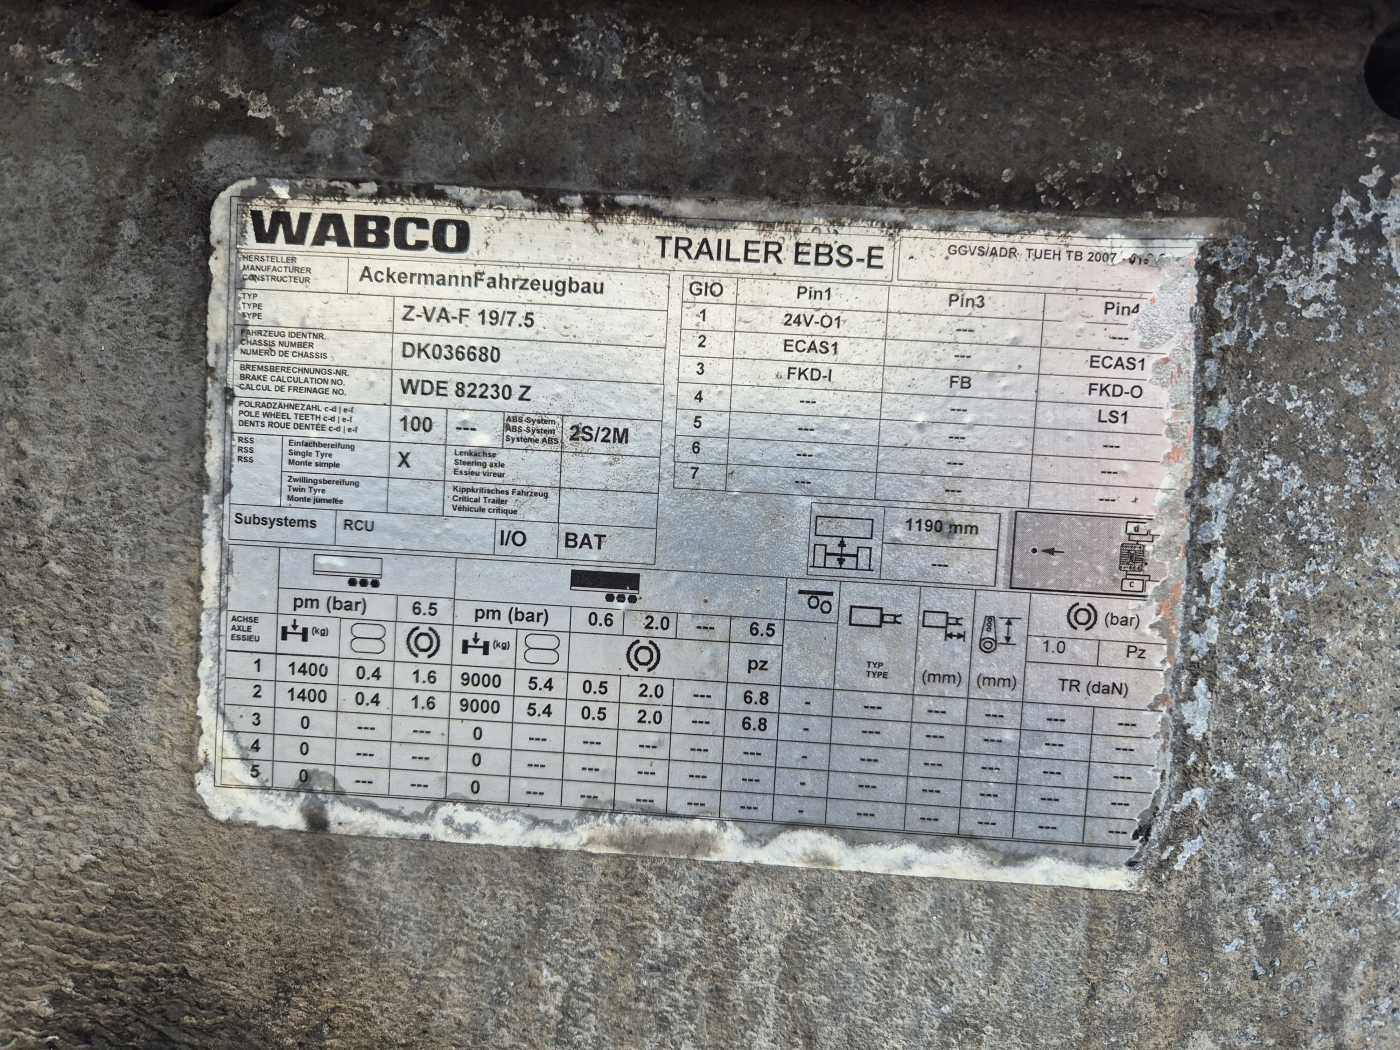 WABCO
TRAILER EBS-E
GGVS/ADR TUEH TB 2007
HERSTELLER
MANUFACTURER
CONSTRUCTEUR
AckermannFahrzeugbau
TYP
TYPE
TYPE
Z-VA-F 19/7.5
FAHRZEUG IDENTNR.
CHASSIS NUMBER
NUMERO DE CHASSIS
DK036680
BREMSBERECHNUNGS-NR.
BRAKE CALCULATION NO.
CALCUL DE FREINAGE NO.
WDE 82230 Z
POLRADZÄHNEZAHL c-d | e-f
POLE WHEEL TEETH c-d | e-f
DENTS ROUE DENTÉE c-d | e-f
100 ---
ABS-System
ABS-System
Système ABS
2S/2M
RSS
RSS
RSS
Einfachbereifung
Single Tyre
Monte simple
X
Lenkachse
Steering axle
Essieu vireur
Zwillingsbereifung
Twin Tyre
Monte jumelée
Kippkritisches Fahrzeug
Critical Trailer
Véhicule critique
Subsystems RCU I/O BAT
GIO Pin1 Pin3 Pin4
1 24V-O1 --- ---
2 ECAS1 --- ECAS1
3 FKD-I FB FKD-O
4 --- --- LS1
5 --- --- ---
6 --- --- ---
7 --- --- ---
1190 mm
---
d
c
pm (bar) 6.5 pm (bar) 0.6 2.0 --- 6.5
ACHSE
AXLE
ESSIEU
(kg) (kg) pz
TYP
TYPE
(mm) (mm)
(bar)
1.0 Pz
TR (daN)
1 1400 0.4 1.6 9000 5.4 0.5 2.0 --- 6.8 - --- --- --- --- ---
2 1400 0.4 1.6 9000 5.4 0.5 2.0 --- 6.8 - --- --- --- --- ---
3 0 --- --- 0 --- --- --- --- --- - --- --- --- --- ---
4 0 --- --- 0 --- --- --- --- --- - --- --- --- --- ---
5 0 --- --- 0 --- --- --- --- --- - --- --- --- --- ---